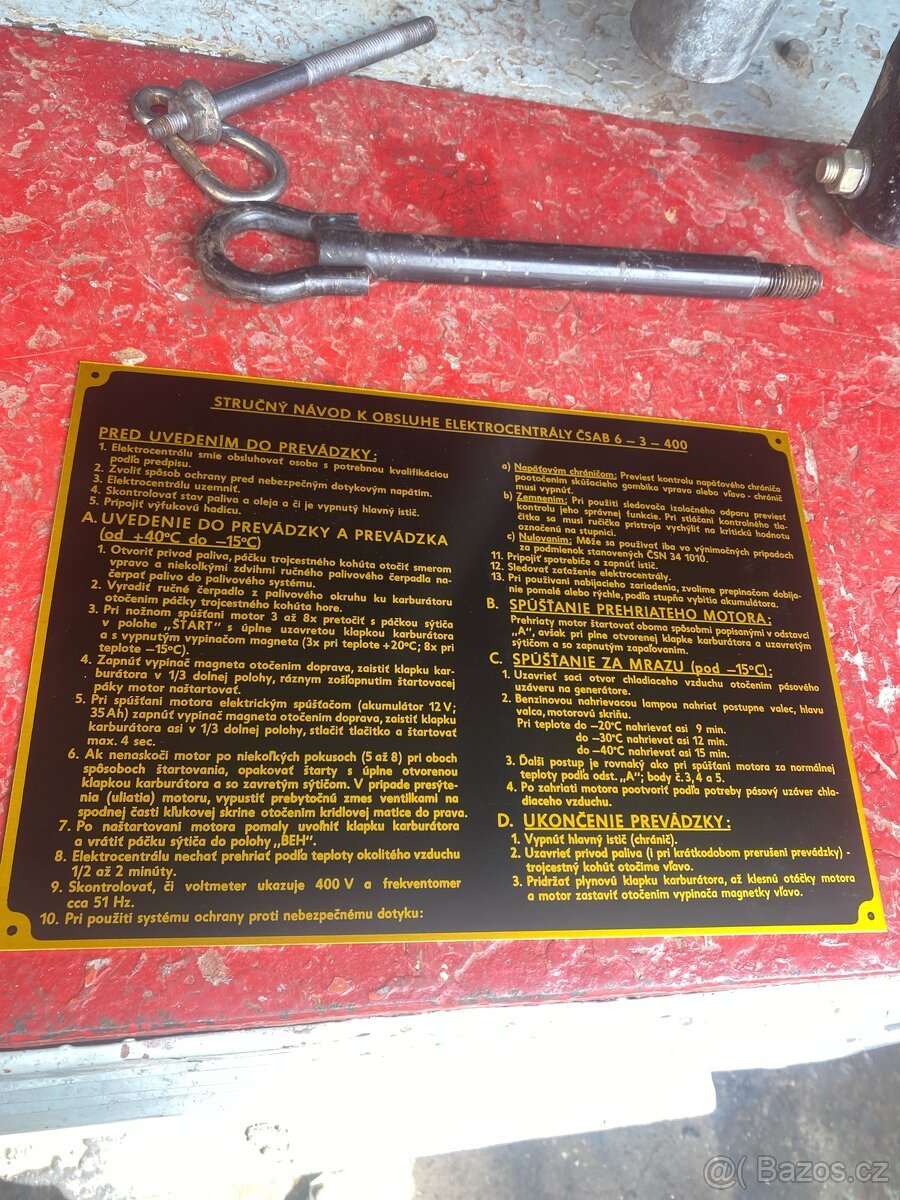 STRUČNÝ NÁVOD K OBSLUHE ELEKTROCENTRÁLY ČSAB 6 – 3 – 400
PRED UVEDENÍM DO PREVÁDZKY:
1. Elektrocentrálu smie obsluhovať osoba s potrebnou kvalifikáciou
podľa predpisu.
2. Zvoliť spôsob ochrany pred nebezpečným dotykovým napätím.
3. Elektrocentrálu uzemniť.
4. Skontrolovať stav paliva a oleja a či je vypnutý hlavný istič.
5. Pripojiť výfukovú hadicu.
A. UVEDENIE DO PREVÁDZKY A PREVÁDZKA
(od +40°C do –15°C)
1. Otvoriť prívod paliva, páčku trojcestného kohúta otočiť smerom
vpravo a niekoľkými zdvihmi ručného palivového čerpadla na-
čerpať palivo do palivového systému.
2. Vyradiť ručné čerpadlo z palivového okruhu ku karburátoru
otočením páčky trojcestného kohúta hore.
3. Pri nožnom spúšťaní motor 3 až 8x pretočiť s páčkou sýtiča
v polohe „ŠTART" s úplne uzavretou klapkou karburátora
a s vypnutým vypínačom magneta (3x pri teplote +20°C; 8x pri
teplote –15°C).
4. Zapnúť vypínač magneta otočením doprava, zaistiť klapku kar-
burátora v 1/3 dolnej polohy, rázným zošľapnutím štartovacej
páky motor naštartovať.
5. Pri spúšťaní motora elektrickým spúšťačom (akumulátor 12 V;
35 Ah) zapnúť vypínač magneta otočením doprava, zaistiť klapku
karburátora asi v 1/3 dolnej polohy, stlačiť tlačítko a štartovať
max. 4 sec.
6. Ak nenaskočí motor po niekoľkých pokusoch (5 až 8) pri oboch
spôsoboch štartovania, opakovať štarty s úplne otvorenou
klapkou karburátora a so zavretým sýtičom. V prípade presýte-
nia (uliatia) motoru, vypustiť prebytočnú zmes ventilkami na
spodnej časti kľukovej skrine otočením krídlovej matice do prava.
7. Po naštartovaní motora pomaly uvoľniť klapku karburátora
a vrátiť páčku sýtiča do polohy „BEH".
8. Elektrocentrálu nechať prehriať podľa teploty okolitého vzduchu
1/2 až 2 minúty.
9. Skontrolovať, či voltmeter ukazuje 400 V a frekventomer
cca 51 Hz.
10. Pri použití systému ochrany proti nebezpečnému dotyku:
a) Napäťovým chráničom: Previesť kontrolu napäťového chrániča
pootočením skúšacieho gombíka vpravo alebo vľavo - chránič
musí vypnúť.
b) Zemnením: Pri použití sledovača izolačného odporu previesť
kontrolu jeho správnej funkcie. Pri stláčaní kontrolného tla-
čítka sa musí ručička prístroja vychýliť na kritickú hodnotu
označenú na stupnici.
c) Nulovaním: Môže sa používať iba vo výnimočných prípadoch
za podmienok stanovených ČSN 34 1010.
11. Pripojiť spotrebiče a zapnúť istič.
12. Sledovať zaťaženie elektrocentrály.
13. Pri používaní nabíjacieho zariadenia, zvolíme prepínačom dobíja-
nie pomalé alebo rýchle, podľa stupňa vybitia akumulátora.
B. SPÚŠŤANIE PREHRIATEHO MOTORA:
Prehriaty motor štartovať oboma spôsobmi popísanými v odstavci
„A", avšak pri plne otvorenej klapke karburátora a uzavretým
sýtičom a so zapnutým zapaľovaním.
C. SPÚŠŤANIE ZA MRAZU (pod –15°C):
1. Uzavrieť sací otvor chladiaceho vzduchu otočením pásového
uzáveru na generátore.
2. Benzínovou nahrievacou lampou nahriať postupne valec, hlavu
valca, motorovú skriňu.
Pri teplote do –20°C nahrievať asi 9 min.
do –30°C nahrievať asi 12 min.
do –40°C nahrievať asi 15 min.
3. Ďalší postup je rovnaký ako pri spúšťaní motora za normálnej
teploty podľa odst. „A"; body č. 3, 4 a 5.
4. Po zahriatí motora pootvoriť podľa potreby pásový uzáver chla-
diaceho vzduchu.
D. UKONČENIE PREVÁDZKY:
1. Vypnúť hlavný istič (chránič).
2. Uzavrieť prívod paliva (i pri krátkodobom prerušení prevádzky) -
trojcestný kohút otočíme vľavo.
3. Pridržať plynovú klapku karburátora, až klesnú otáčky motora
a motor zastaviť otočením vypínača magnetky vľavo.
@( Bazos.cz